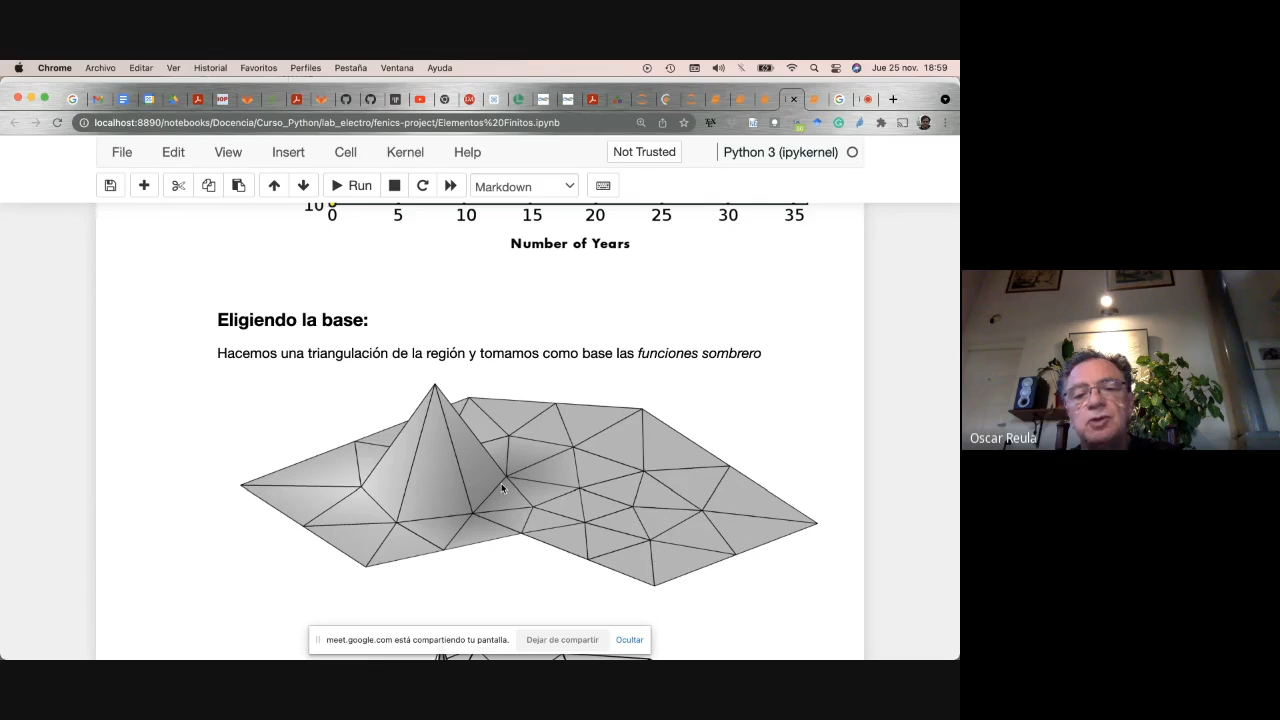 Chrome Archivo Editar Ver Historial Favoritos Perfiles Pestaña Ventana Ayuda Jue 25 nov. 18:59
localhost:8890/notebooks/Docencia/Curso_Python/lab_electro/fenics-project/Elementos%20Finitos.ipynb
File Edit View Insert Cell Kernel Help Not Trusted Python 3 (ipykernel)
Run Markdown
10
0 5 10 15 20 25 30 35
Number of Years
Eligiendo la base:
Hacemos una triangulación de la región y tomamos como base las funciones sombrero
Oscar Reula
meet.google.com está compartiendo tu pantalla. Dejar de compartir Ocultar